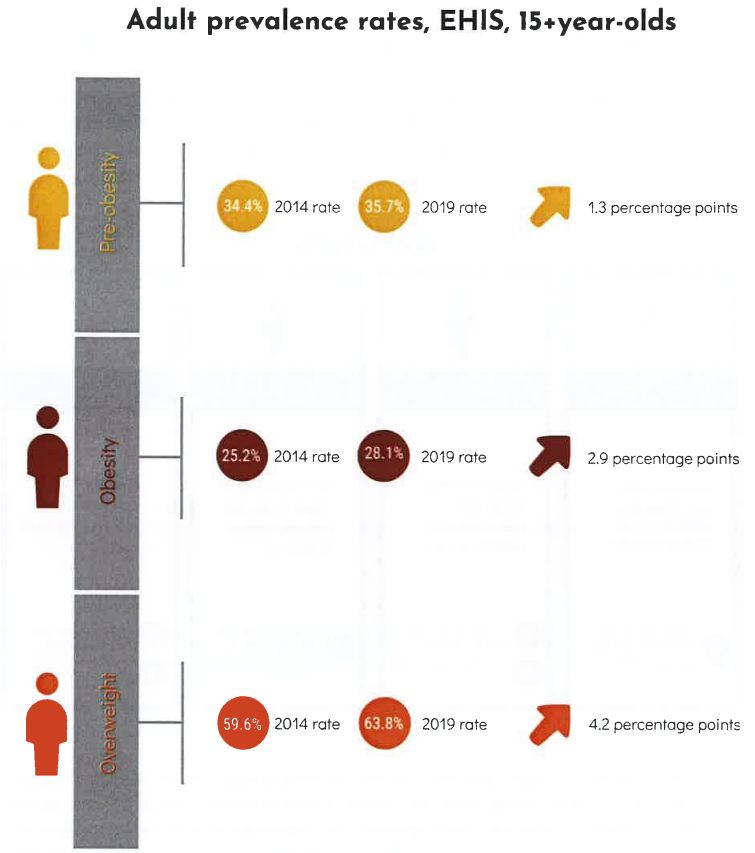 Adult prevalence rates, EHIS, 15+year-olds
Pre-obesity
34.4% 2014 rate 35.7% 2019 rate 1.3 percentage points
Obesity
25.2% 2014 rate 28.1% 2019 rate 2.9 percentage points
Overweight
59.6% 2014 rate 63.8% 2019 rate 4.2 percentage points